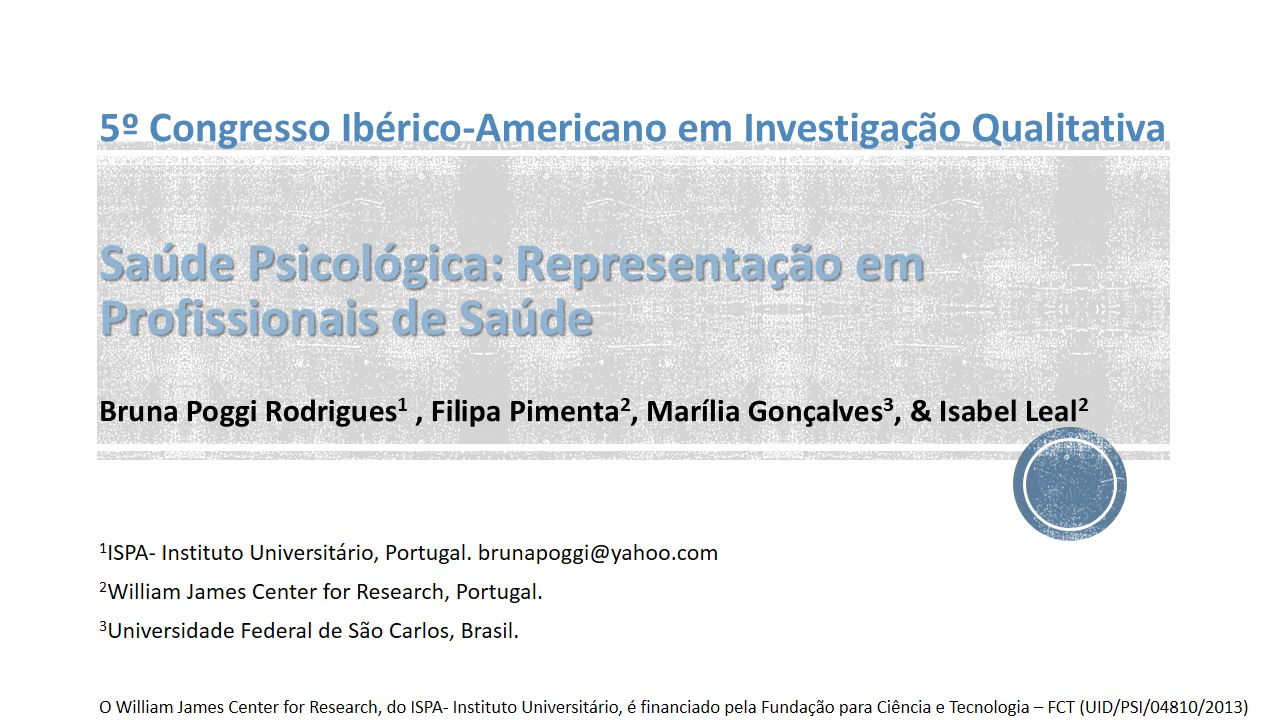 5º Congresso Ibérico-Americano em Investigação Qualitativa
Saúde Psicológica: Representação em
Profissionais de Saúde
Bruna Poggi Rodrigues¹ , Filipa Pimenta², Marília Gonçalves³, & Isabel Leal²
¹ISPA- Instituto Universitário, Portugal. brunapoggi@yahoo.com
²William James Center for Research, Portugal.
³Universidade Federal de São Carlos, Brasil.
O William James Center for Research, do ISPA- Instituto Universitário, é financiado pela Fundação para Ciência e Tecnologia – FCT (UID/PSI/04810/2013)